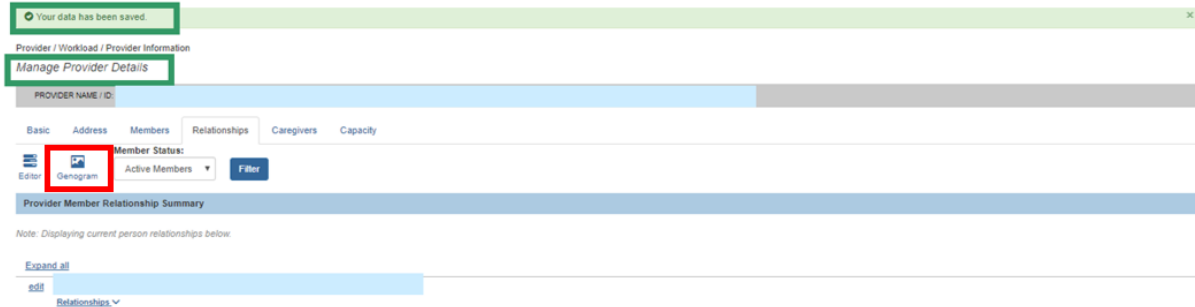 Your data has been saved.
×
Provider / Workload / Provider Information
Manage Provider Details
PROVIDER NAME / ID:
Basic Address Members Relationships Caregivers Capacity
Member Status:
Editor Genogram Active Members Filter
Provider Member Relationship Summary
Note: Displaying current person relationships below.
Expand all
edit
Relationships